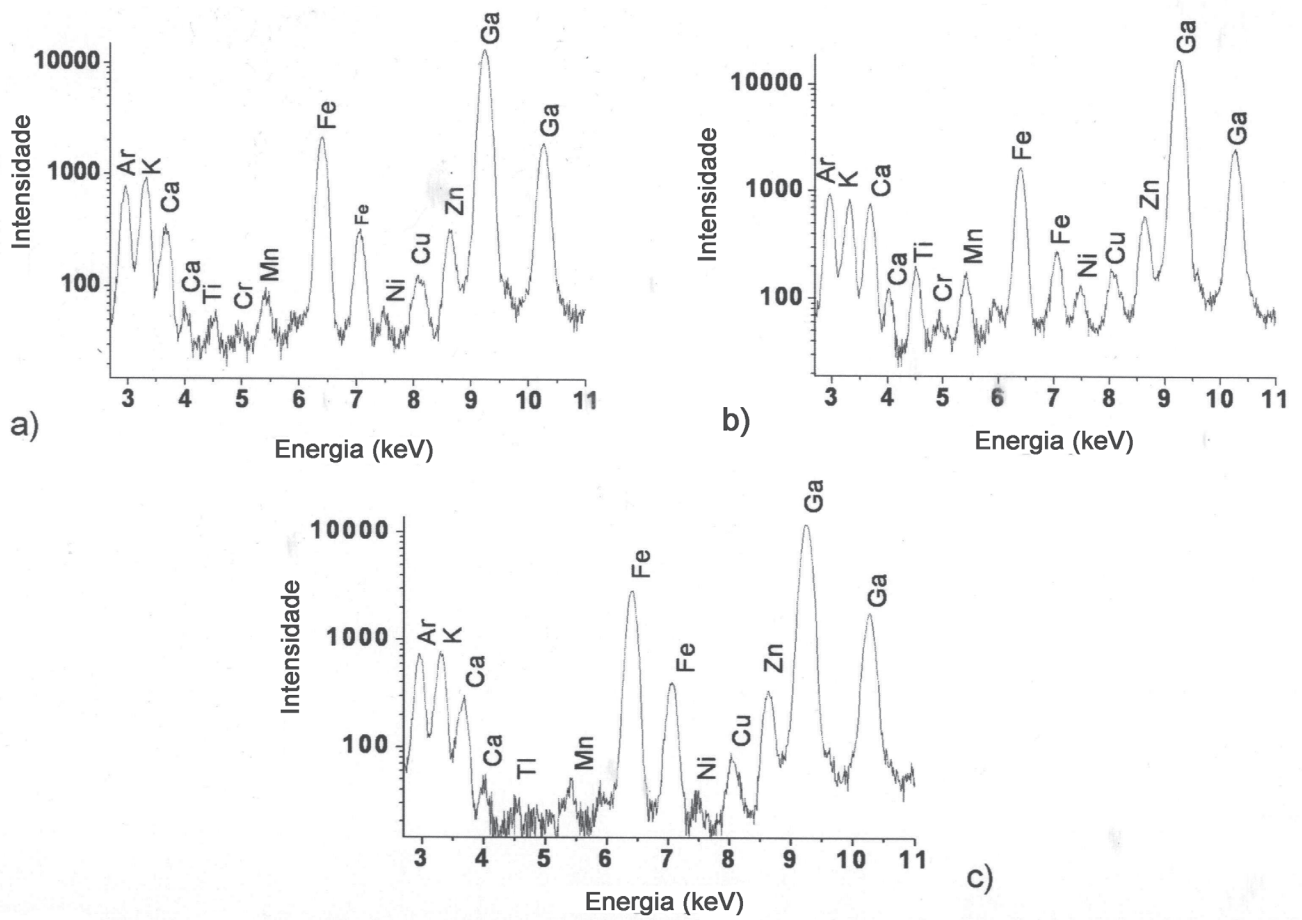 Ga
10000
Fe
Ga
Ar
K
1000
Ca
Fe
Zn
Cu
Ca
Ti
Cr
Mn
Ni
100
Intensidade
3 4 5 6 7 8 9 10 11
a)
Energia (keV)
Ga
10000
Fe
Ga
Ar
K
Ca
1000
Zn
Ti
Mn
Fe
Ni
Cu
Ca
Cr
100
Intensidade
3 4 5 6 7 8 9 10 11
b)
Energia (keV)
Ga
10000
Fe
Ga
Ar
K
1000
Ca
Fe
Zn
Cu
Ca
TI
Mn
Ni
100
Intensidade
3 4 5 6 7 8 9 10 11
c)
Energia (keV)